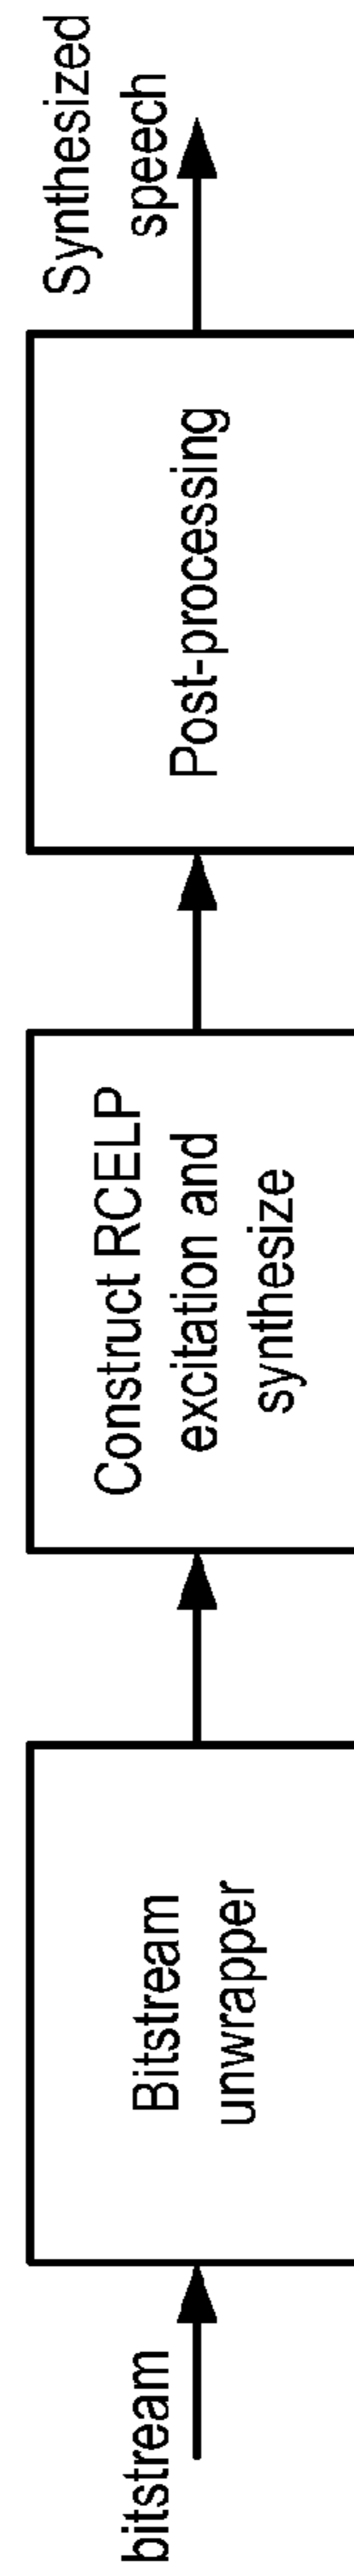 bitstream
Bitstream
unwrapper
Construct RCELP
excitation and
synthesize
Post-processing
Synthesized
speech